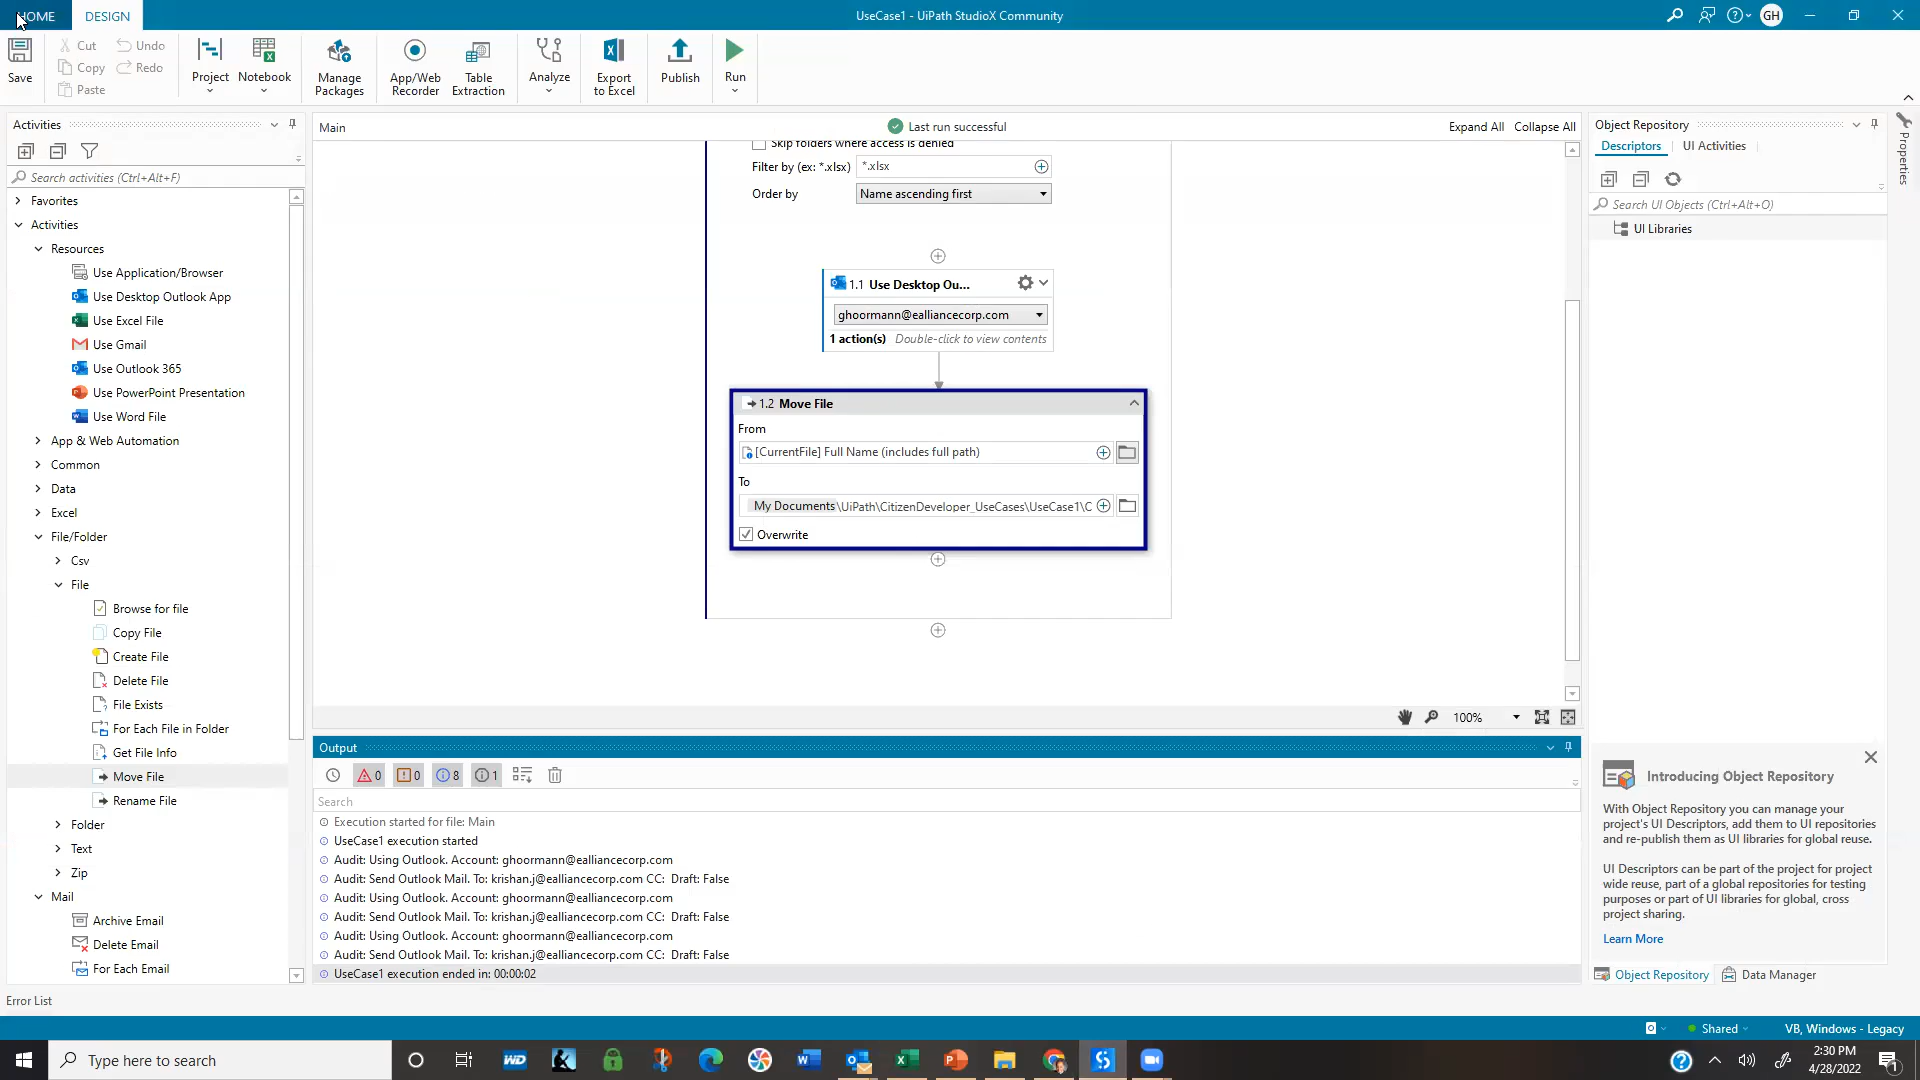 HOME
DESIGN
UseCase1 - UiPath StudioX Community
GH
Save
Cut
Copy
Paste
Undo
Redo
Project
Notebook
Manage Packages
App/Web Recorder
Table Extraction
Analyze
Export to Excel
Publish
Run
Activities
Search activities (Ctrl+Alt+F)
Favorites
Activities
Resources
Use Application/Browser
Use Desktop Outlook App
Use Excel File
Use Gmail
Use Outlook 365
Use PowerPoint Presentation
Use Word File
App & Web Automation
Common
Data
Excel
File/Folder
Csv
File
Browse for file
Copy File
Create File
Delete File
File Exists
For Each File in Folder
Get File Info
Move File
Rename File
Folder
Text
Zip
Mail
Archive Email
Delete Email
For Each Email
Main
Last run successful
Expand All Collapse All
Skip folders where access is denied
Filter by (ex: *.xlsx) *.xlsx
Order by Name ascending first
1.1 Use Desktop Ou...
ghoormann@ealliancecorp.com
1 action(s) Double-click to view contents
1.2 Move File
From
[CurrentFile] Full Name (includes full path)
To
My Documents\UiPath\CitizenDeveloper_UseCases\UseCase1\C
Overwrite
100%
Output
0 0 8 1
Search
Execution started for file: Main
UseCase1 execution started
Audit: Using Outlook. Account: ghoormann@ealliancecorp.com
Audit: Send Outlook Mail. To: krishan.j@ealliancecorp.com CC: Draft: False
Audit: Using Outlook. Account: ghoormann@ealliancecorp.com
Audit: Send Outlook Mail. To: krishan.j@ealliancecorp.com CC: Draft: False
Audit: Using Outlook. Account: ghoormann@ealliancecorp.com
Audit: Send Outlook Mail. To: krishan.j@ealliancecorp.com CC: Draft: False
UseCase1 execution ended in: 00:00:02
Object Repository
Descriptors UI Activities
Search UI Objects (Ctrl+Alt+O)
UI Libraries
Properties
Introducing Object Repository
With Object Repository you can manage your
project's UI Descriptors, add them to UI repositories
and re-publish them as UI libraries for global reuse.
UI Descriptors can be part of the project for project
wide reuse, part of a global repositories for testing
purposes or part of UI libraries for global, cross
project sharing.
Learn More
Object Repository Data Manager
Error List
Shared VB, Windows - Legacy
Type here to search
WD
2:30 PM
4/28/2022
1